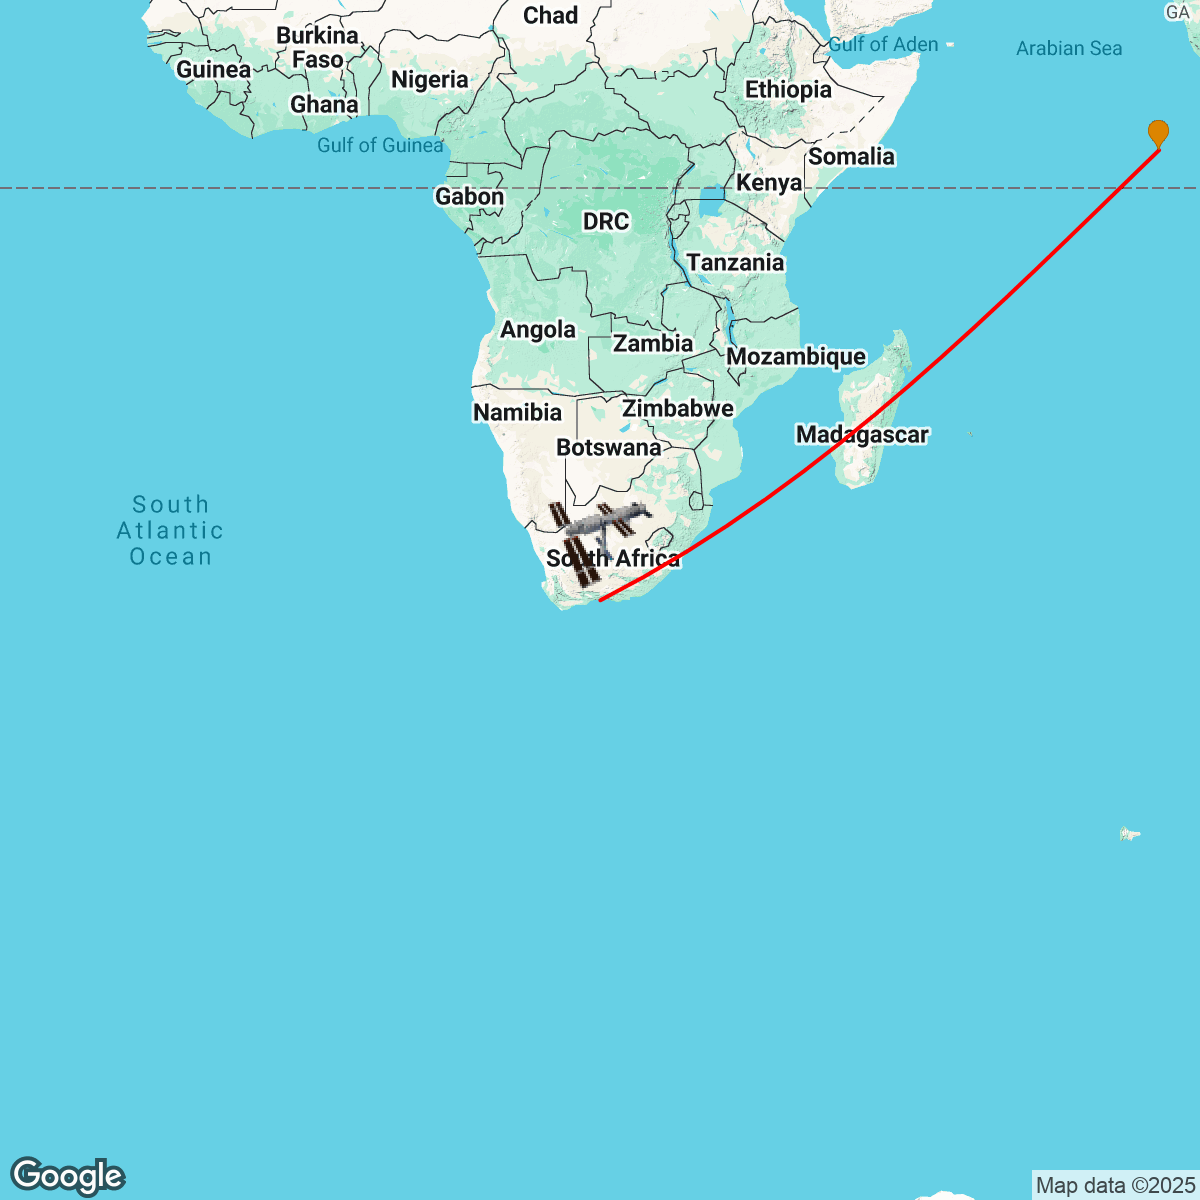 Chad
GA
Burkina
Faso
Gulf of Aden
Arabian Sea
Guinea
Nigeria
Ethiopia
Ghana
Gulf of Guinea
Somalia
Kenya
Gabon
DRC
Tanzania
Angola
Zambia
Mozambique
Namibia
Zimbabwe
Madagascar
Botswana
South
Atlantic
Ocean
South Africa
Google
Map data ©2025